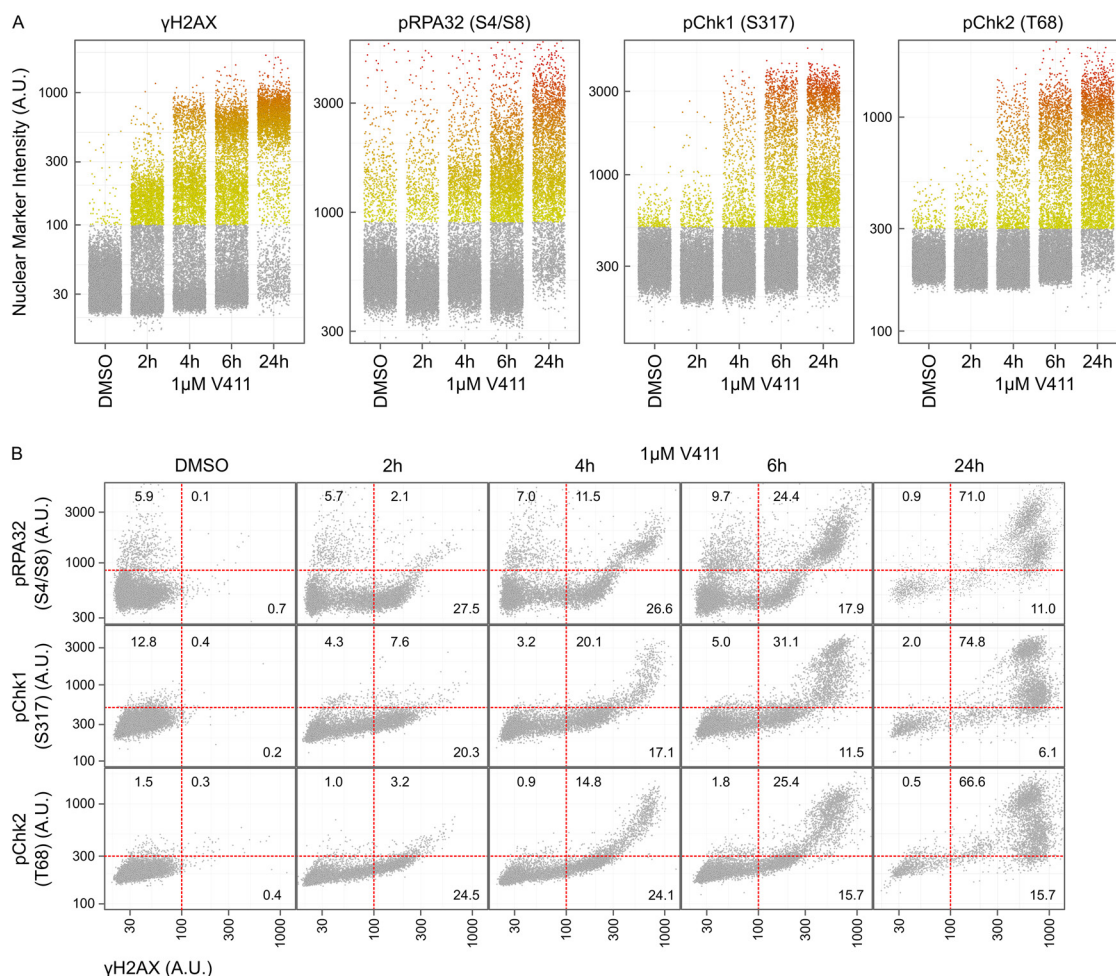 A
γH2AX
pRPA32 (S4/S8)
pChk1 (S317)
pChk2 (T68)
Nuclear Marker Intensity (A.U.)
1000
300
100
30
3000
1000
300
3000
1000
300
1000
300
100
DMSO 2h 4h 6h 24h
1µM V411
DMSO 2h 4h 6h 24h
1µM V411
DMSO 2h 4h 6h 24h
1µM V411
DMSO 2h 4h 6h 24h
1µM V411
B
1µM V411
DMSO 2h 4h 6h 24h
pRPA32
(S4/S8) (A.U.)
3000
1000
300
5.9 0.1 5.7 2.1 7.0 11.5 9.7 24.4 0.9 71.0
0.7 27.5 26.6 17.9 11.0
pChk1
(S317) (A.U.)
3000
1000
300
100
12.8 0.4 4.3 7.6 3.2 20.1 5.0 31.1 2.0 74.8
0.2 20.3 17.1 11.5 6.1
pChk2
(T68) (A.U.)
1000
300
100
1.5 0.3 1.0 3.2 0.9 14.8 1.8 25.4 0.5 66.6
0.4 24.5 24.1 15.7 15.7
30 100 300 1000 30 100 300 1000 30 100 300 1000 30 100 300 1000 30 100 300 1000
γH2AX (A.U.)